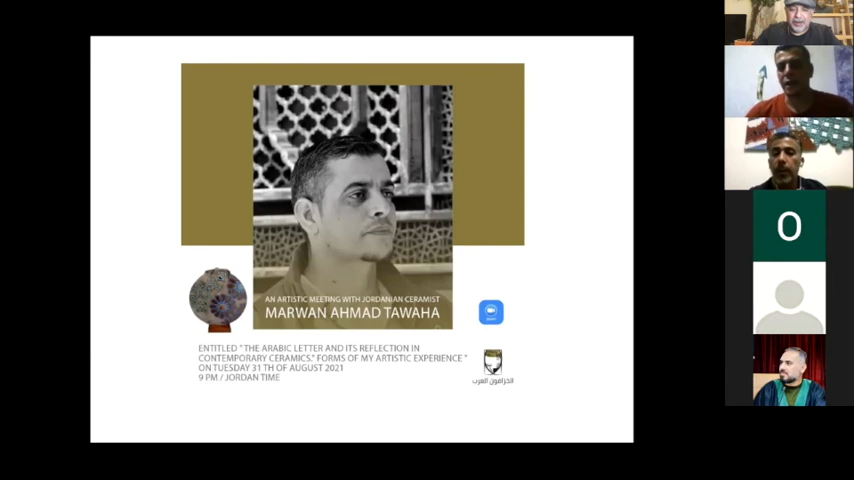 AN ARTISTIC MEETING WITH JORDANIAN CERAMIST
MARWAN AHMAD TAWAHA
ENTITLED " THE ARABIC LETTER AND ITS REFLECTION IN
CONTEMPORARY CERAMICS." FORMS OF MY ARTISTIC EXPERIENCE "
ON TUESDAY 31 TH OF AUGUST 2021
9 PM / JORDAN TIME
الخزافون العرب
O